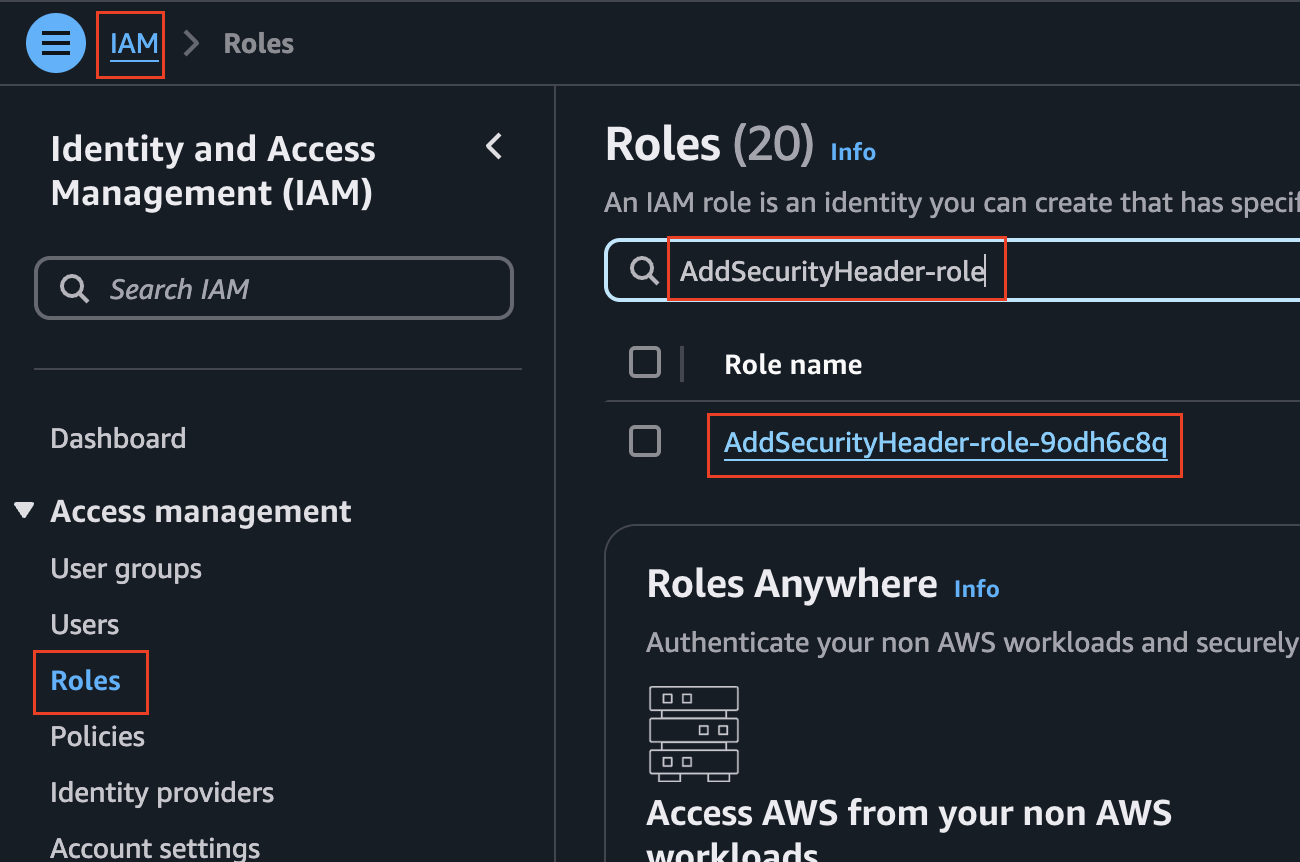 IAM > Roles
Identity and Access
Management (IAM)
Search IAM
Dashboard
Access management
User groups
Users
Roles
Policies
Identity providers
Account settings
Roles (20) Info
An IAM role is an identity you can create that has specif
AddSecurityHeader-role
Role name
AddSecurityHeader-role-9odh6c8q
Roles Anywhere Info
Authenticate your non AWS workloads and securely
Access AWS from your non AWS
workloads